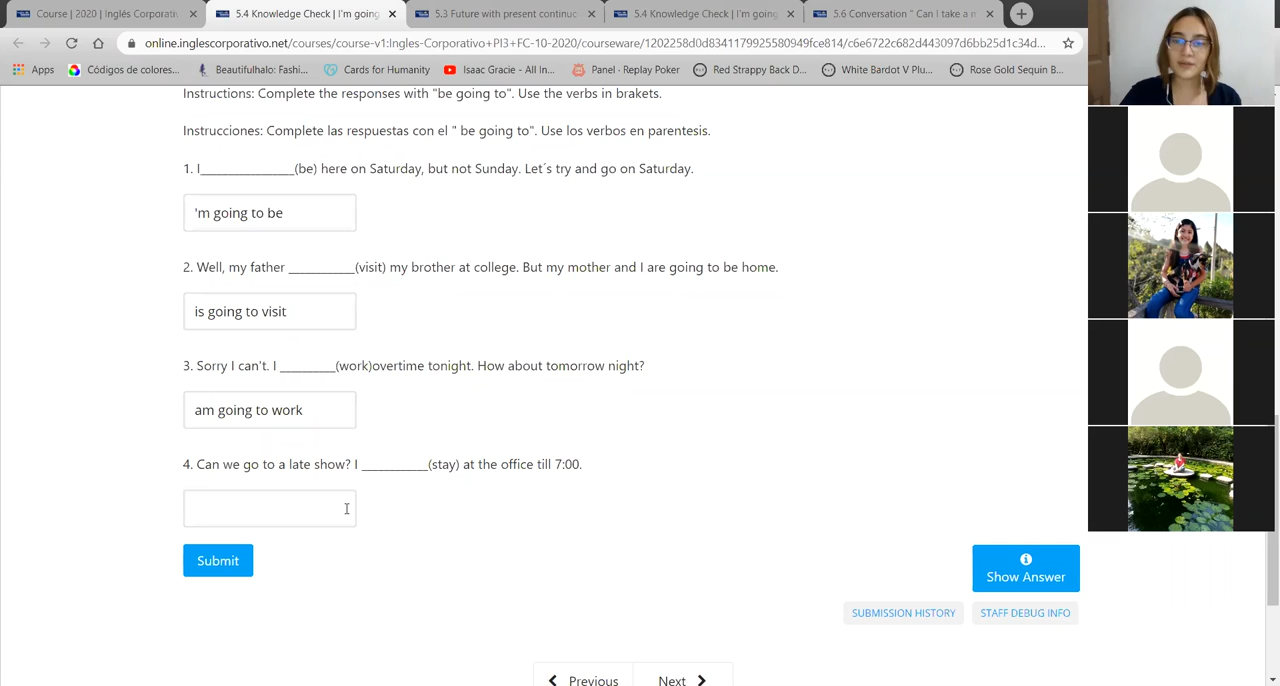 Course | 2020 | Inglés Corporati
5.4 Knowledge Check | I'm going
5.3 Future with present continuo
5.4 Knowledge Check | I'm going
5.6 Conversation " Can I take a m
online.inglescorporativo.net/courses/course-v1:Ingles-Corporativo+PI3+FC-10-2020/courseware/1202258d0d8341179925580949fce814/c6e6722c682d443097d6bb25d1c34d...
Apps
Códigos de colores...
Beautifulhalo: Fashi...
Cards for Humanity
Isaac Gracie - All In...
Panel · Replay Poker
Red Strappy Back D...
White Bardot V Plu...
Rose Gold Sequin B...
Instructions: Complete the responses with "be going to". Use the verbs in brakets.
Instrucciones: Complete las respuestas con el " be going to". Use los verbos en parentesis.
1. I_______________(be) here on Saturday, but not Sunday. Let´s try and go on Saturday.
'm going to be
2. Well, my father ___________(visit) my brother at college. But my mother and I are going to be home.
is going to visit
3. Sorry I can't. I _________(work)overtime tonight. How about tomorrow night?
am going to work
4. Can we go to a late show? I ___________(stay) at the office till 7:00.
Submit
Show Answer
SUBMISSION HISTORY
STAFF DEBUG INFO
Previous
Next